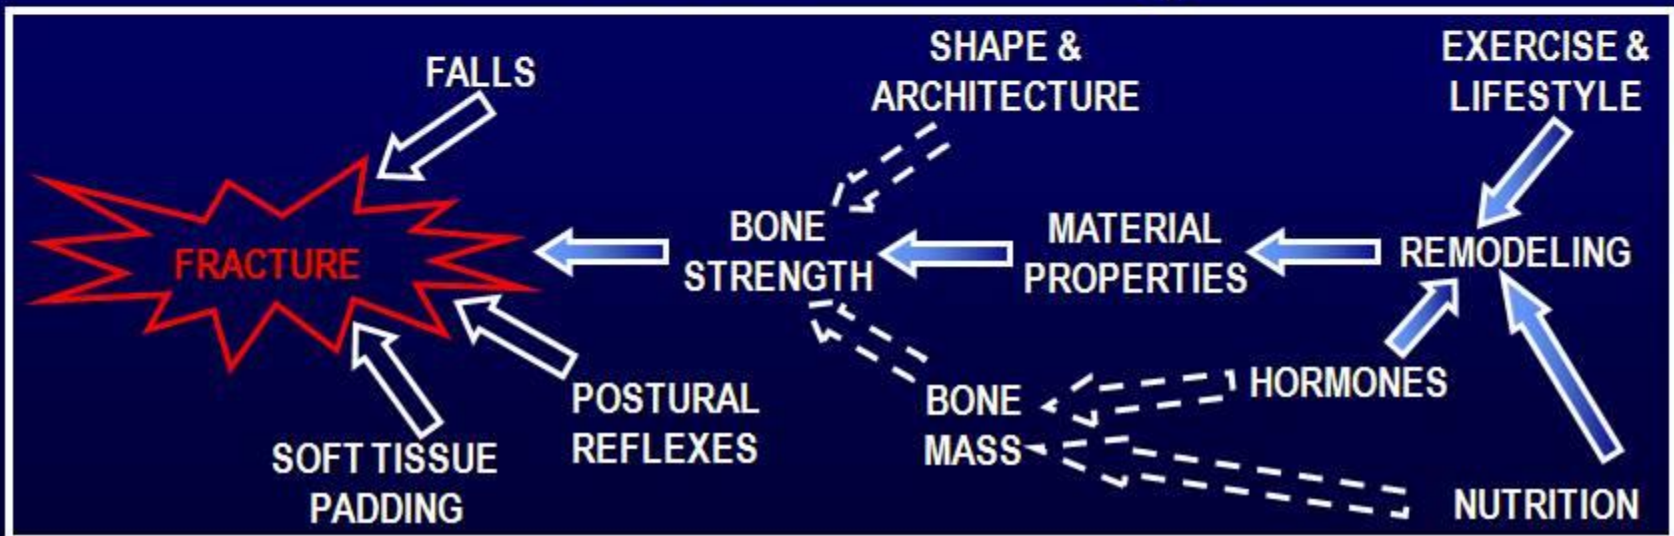 FALLS
SHAPE &
ARCHITECTURE
EXERCISE &
LIFESTYLE
FRACTURE
BONE
STRENGTH
MATERIAL
PROPERTIES
REMODELING
SOFT TISSUE
PADDING
POSTURAL
REFLEXES
BONE
MASS
HORMONES
NUTRITION